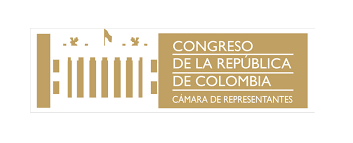 CONGRESO
DE LA REPÚBLICA
DE COLOMBIA
CÁMARA DE REPRESENTANTES